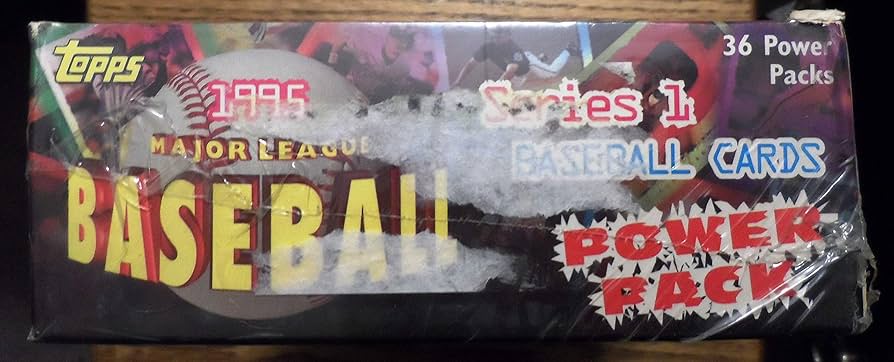 TOPPS
36 Power
Packs
1995 Series 1
MAJOR LEAGUE
BASEBALL CARDS
BASEBALL
POWER
PACK